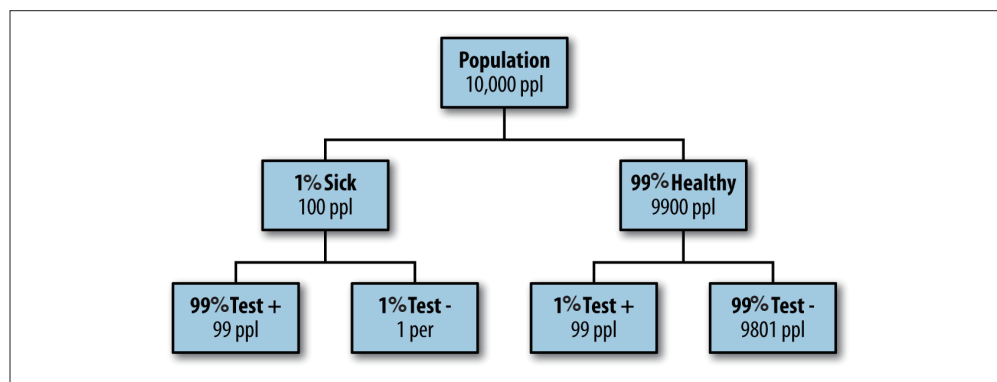 Population
10,000 ppl
1% Sick
100 ppl
99% Healthy
9900 ppl
99% Test +
99 ppl
1% Test -
1 per
1% Test +
99 ppl
99% Test -
9801 ppl